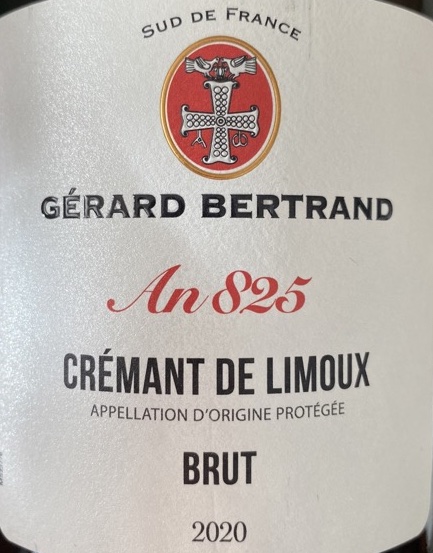 SUD DE FRANCE
GÉRARD BERTRAND
An 825
CRÉMANT DE LIMOUX
APPELLATION D'ORIGINE PROTÉGÉE
BRUT
2020